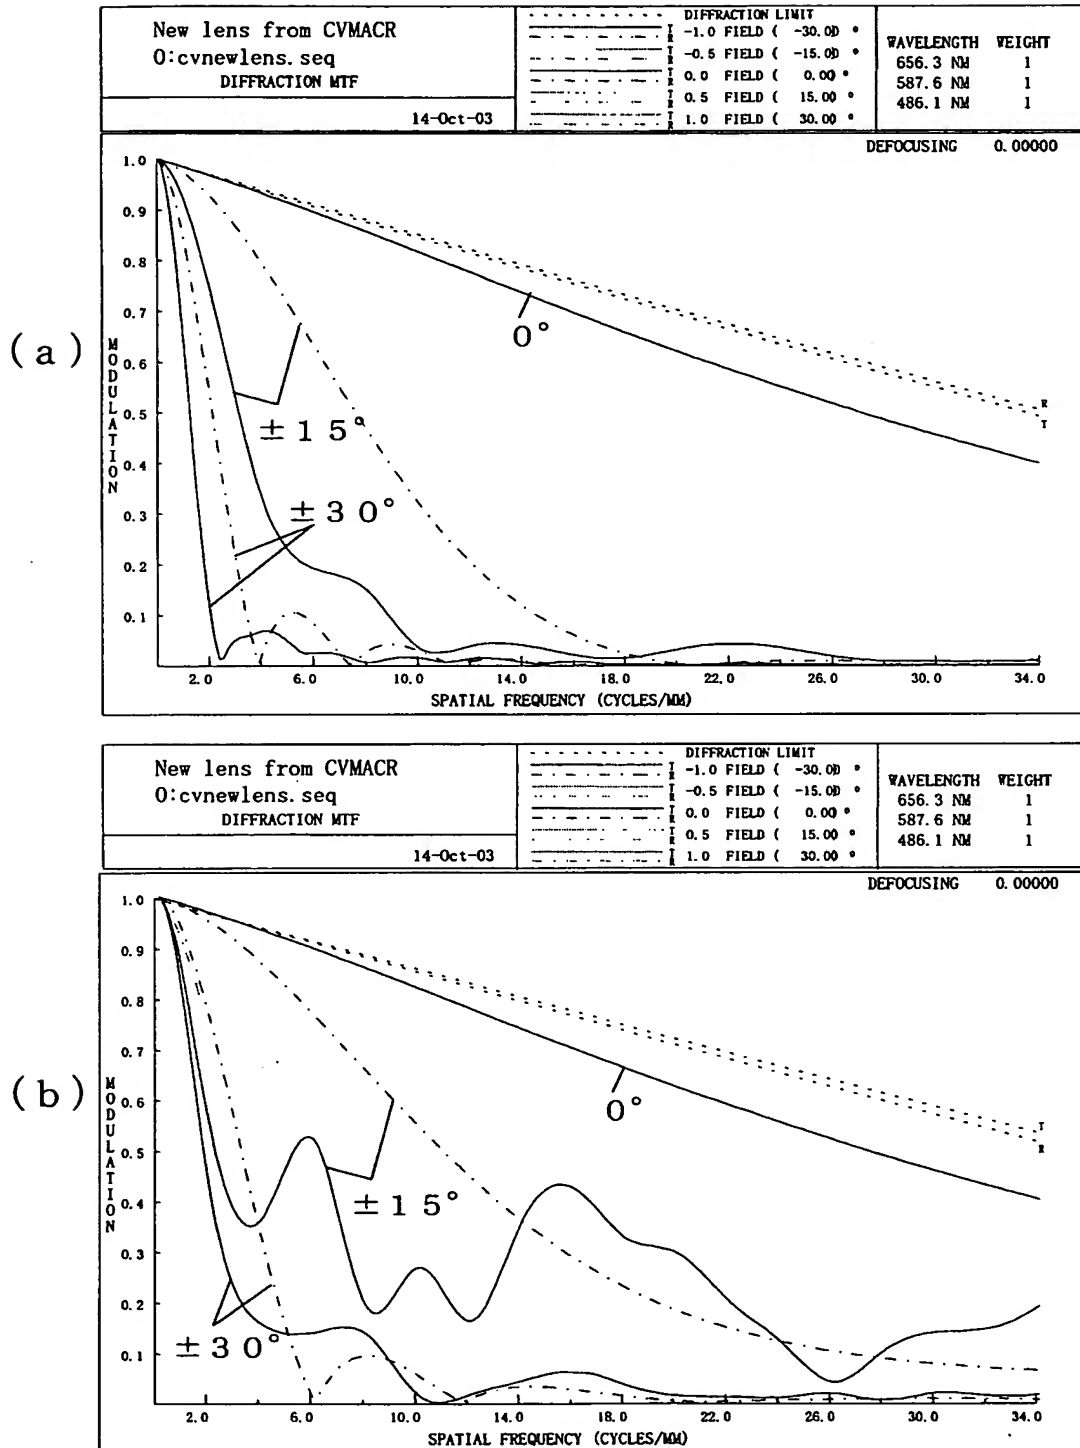 (a)
New lens from CVMACR
O:cvnewlens.seq
DIFFRACTION MTF
14-Oct-03
DIFFRACTION LIMIT
T R -1.0 FIELD ( -30.00) °
T R -0.5 FIELD ( -15.00) °
T R 0.0 FIELD ( 0.00) °
T R 0.5 FIELD ( 15.00 °
T R 1.0 FIELD ( 30.00 °
WAVELENGTH WEIGHT
656.3 NM 1
587.6 NM 1
486.1 NM 1
DEFOCUSING 0.00000
MODULATION
1.0
0.9
0.8
0.7
0.6
0.5
0.4
0.3
0.2
0.1
0°
±15°
±30°
R
T
2.0 6.0 10.0 14.0 18.0 22.0 26.0 30.0 34.0
SPATIAL FREQUENCY (CYCLES/MM)
(b)
New lens from CVMACR
O:cvnewlens.seq
DIFFRACTION MTF
14-Oct-03
DIFFRACTION LIMIT
T R -1.0 FIELD ( -30.00) °
T R -0.5 FIELD ( -15.00) °
T R 0.0 FIELD ( 0.00) °
T R 0.5 FIELD ( 15.00 °
T R 1.0 FIELD ( 30.00 °
WAVELENGTH WEIGHT
656.3 NM 1
587.6 NM 1
486.1 NM 1
DEFOCUSING 0.00000
MODULATION
1.0
0.9
0.8
0.7
0.6
0.5
0.4
0.3
0.2
0.1
0°
±15°
±30°
T
R
2.0 6.0 10.0 14.0 18.0 22.0 26.0 30.0 34.0
SPATIAL FREQUENCY (CYCLES/MM)